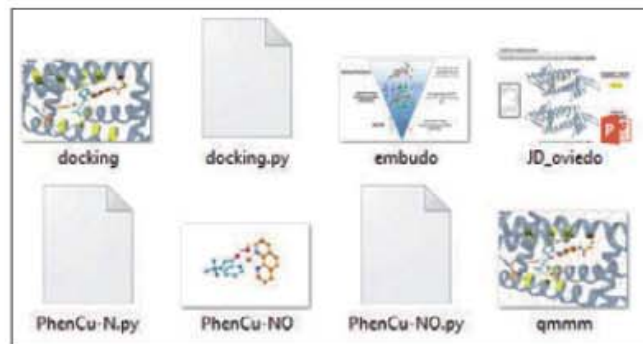 docking
docking.py
embudo
JD_oviedo
P
PhenCu-N.py
PhenCu-NO
PhenCu-NO.py
qmmm